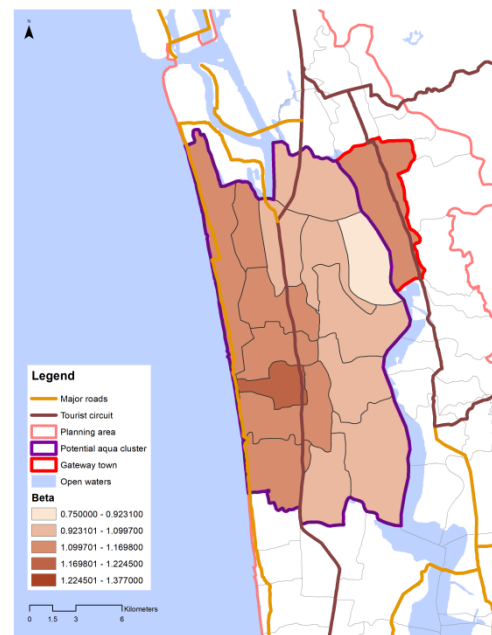 N
Legend
Major roads
Tourist circuit
Planning area
Potential aqua cluster
Gateway town
Open waters
Beta
0.750000 - 0.923100
0.923101 - 1.099700
1.099701 - 1.169800
1.169801 - 1.224500
1.224501 - 1.377000
0 1.5 3 6
Kilometers